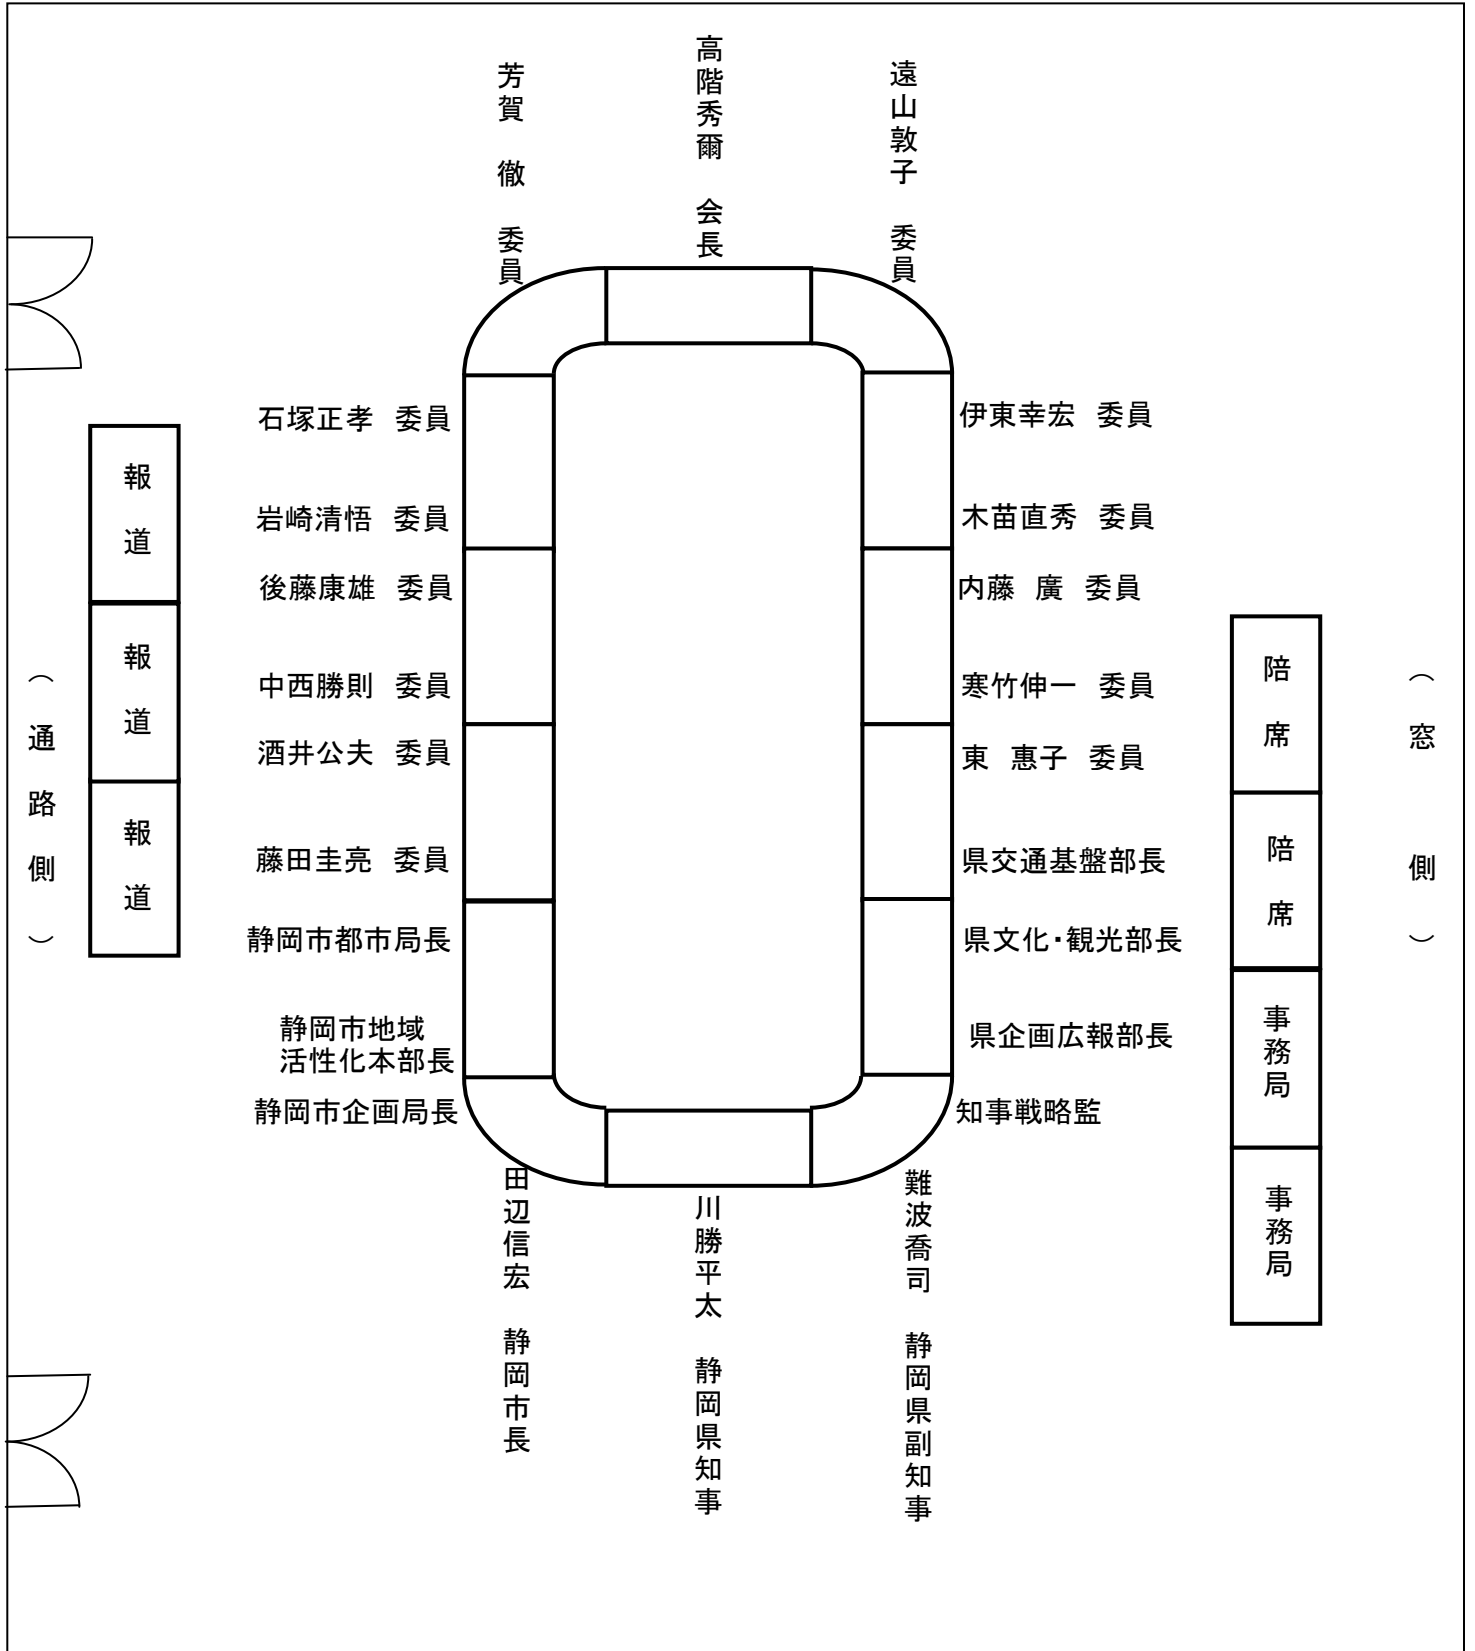 芳賀　徹　委員
高階秀爾　会長
遠山敦子　委員
石塚正孝　委員
岩崎清悟　委員
後藤康雄　委員
中西勝則　委員
酒井公夫　委員
藤田圭亮　委員
静岡市都市局長
静岡市地域
活性化本部長
静岡市企画局長
伊東幸宏　委員
木苗直秀　委員
内藤　廣　委員
寒竹伸一　委員
東　惠子　委員
県交通基盤部長
県文化・観光部長
県企画広報部長
知事戦略監
田辺信宏　静岡市長
川勝平太　静岡県知事
難波喬司　静岡県副知事
報道
報道
報道
（通路側）
陪席
陪席
事務局
事務局
（窓側）